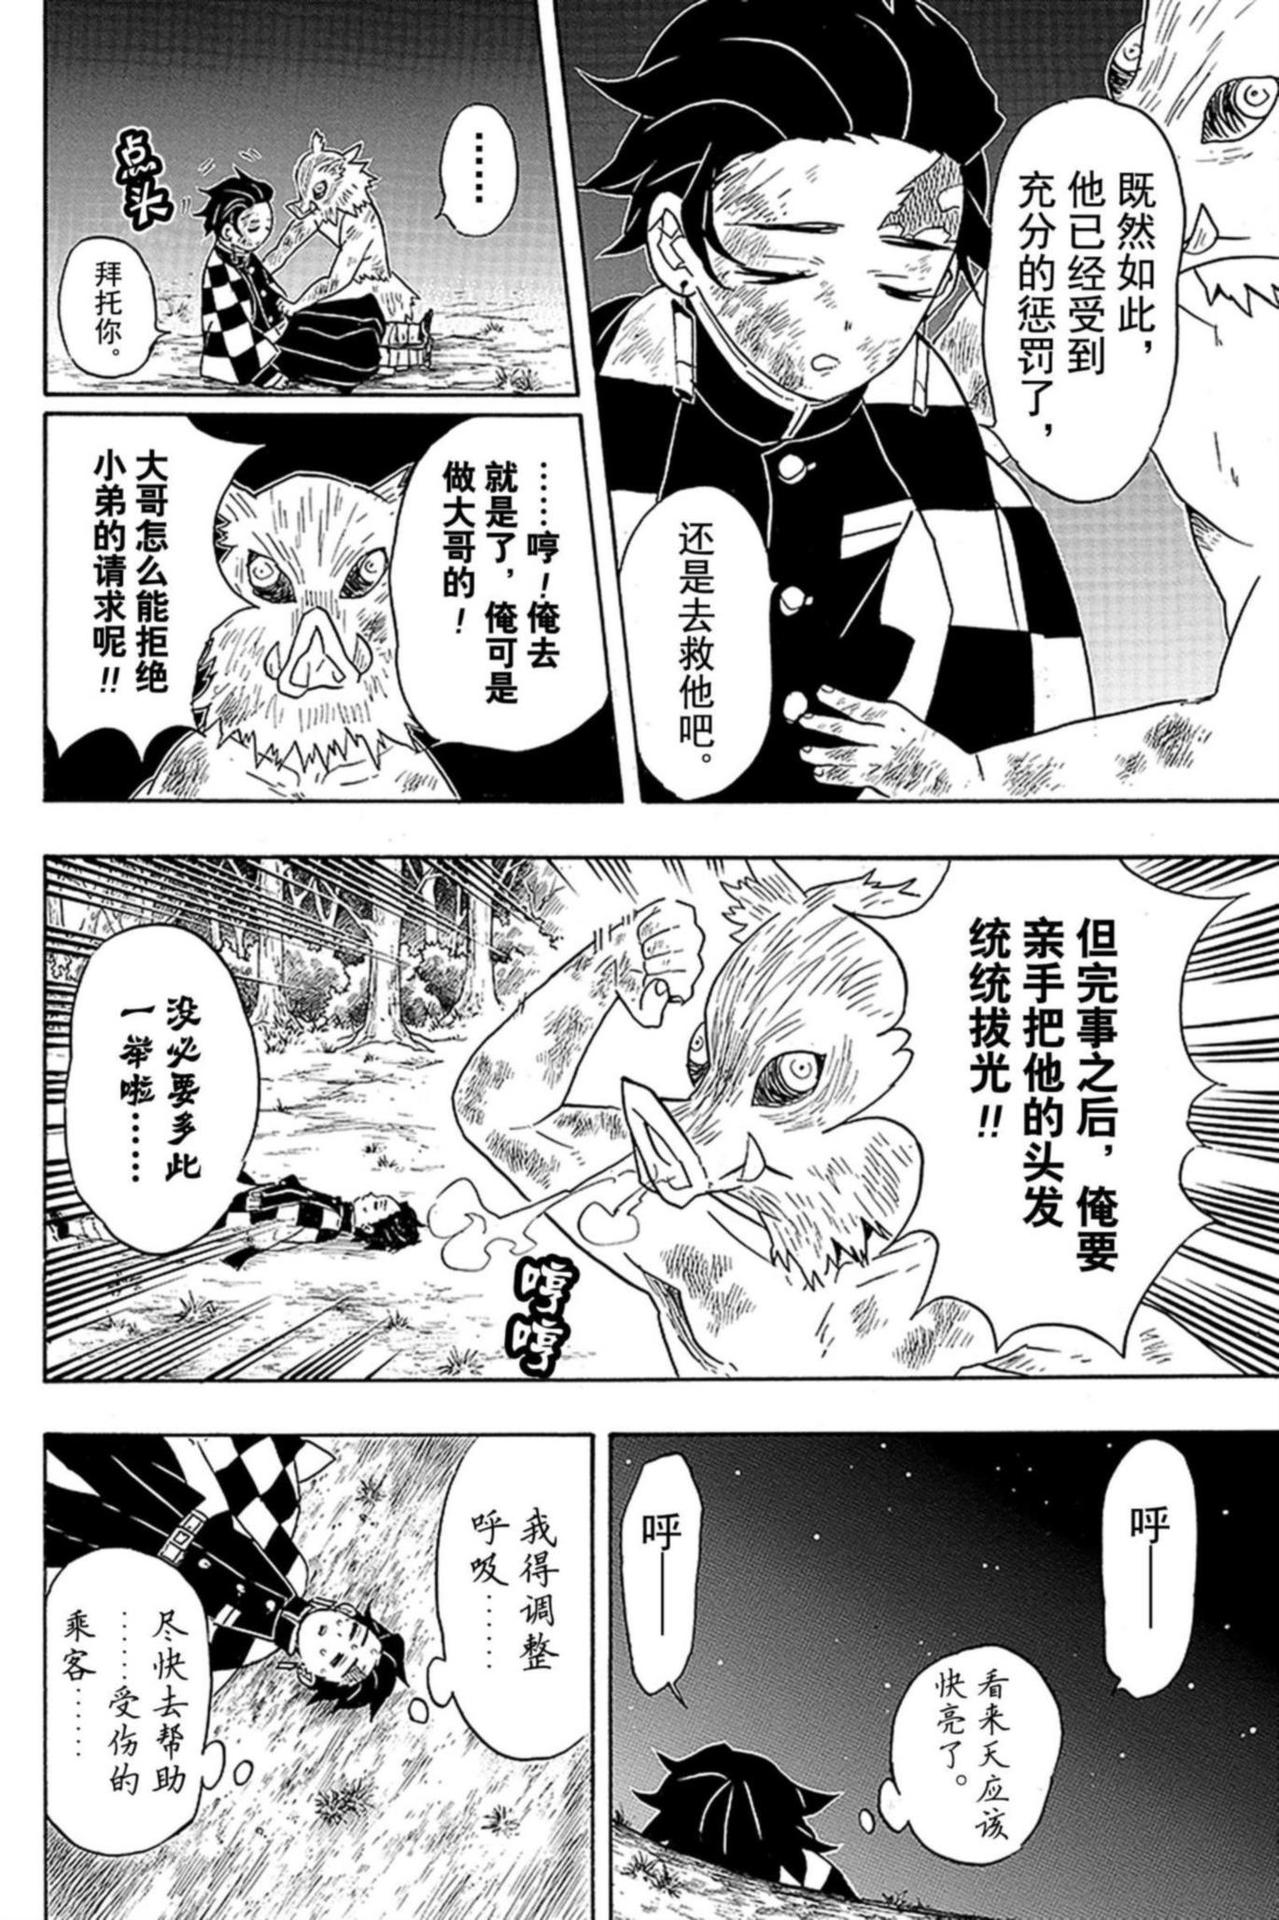 既然如此，
他已经受到
充分的惩罚了，
还是去救他吧。
……
点头
拜托你。
……哼！俺去
就是了，俺可是
做大哥的！
大哥怎么能拒绝
小弟的请求呢!!
但完事之后，俺要
亲手把他的头发
统统拔光!!
哼
哼
没必要多此
一举啦……
呼——
看来天应该
快亮了。
呼——
我得调整
呼吸……
尽快去帮助
……受伤的
乘客……